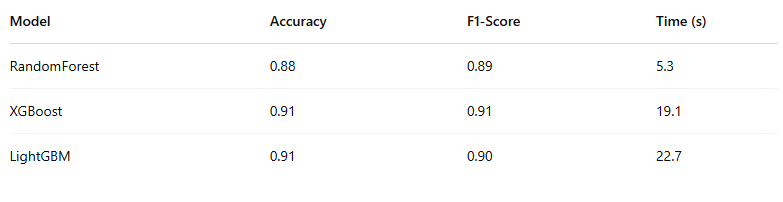 Model Accuracy F1-Score Time (s)
RandomForest 0.88 0.89 5.3
XGBoost 0.91 0.91 19.1
LightGBM 0.91 0.90 22.7